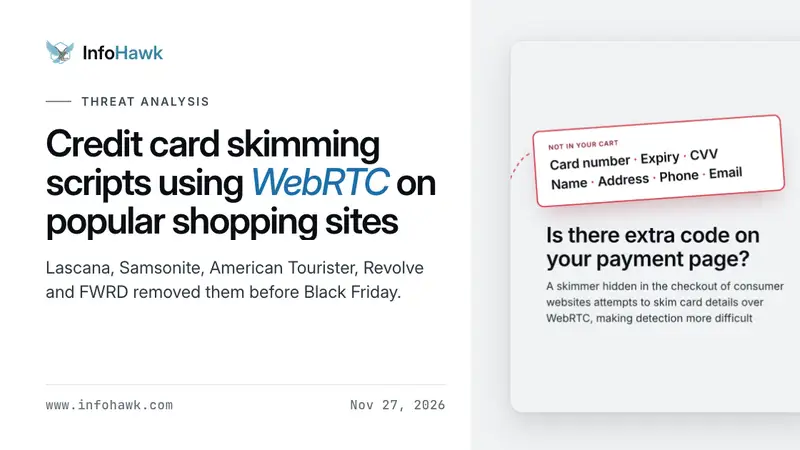 InfoHawk
THREAT ANALYSIS
Credit card skimming
scripts using WebRTC on
popular shopping sites
Lascana, Samsonite, American Tourister, Revolve
and FWRD removed them before Black Friday.
www.infohawk.com
Nov 27, 2026
NOT IN YOUR CART
Card number · Expiry · CVV
Name · Address · Phone · Email
Is there extra code on
your payment page?
A skimmer hidden in the checkout of consumer
websites attempts to skim card details over
WebRTC, making detection more difficult